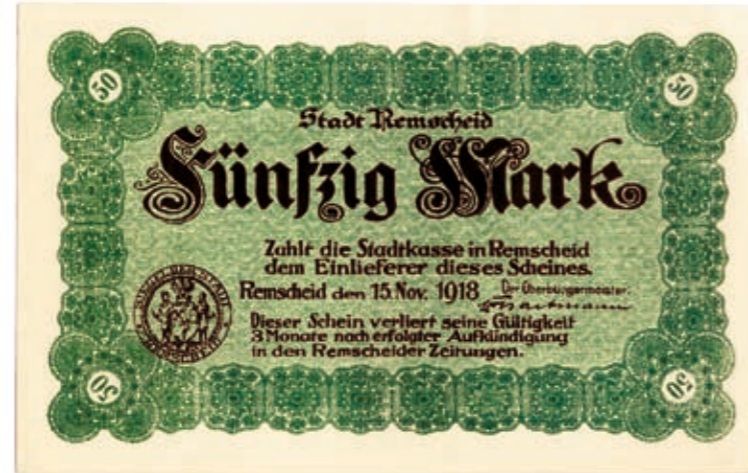 50 50
Stadt Remscheid
Fünfzig Mark
Zahlt die Stadtkasse in Remscheid
dem Einlieferer dieses Scheines.
Remscheid den 15. Nov. 1918 Der Oberbürgermeister:
Dieser Schein verliert seine Gültigkeit
3 Monate nach erfolgter Aufkündigung
in den Remscheider Zeitungen.
50 50